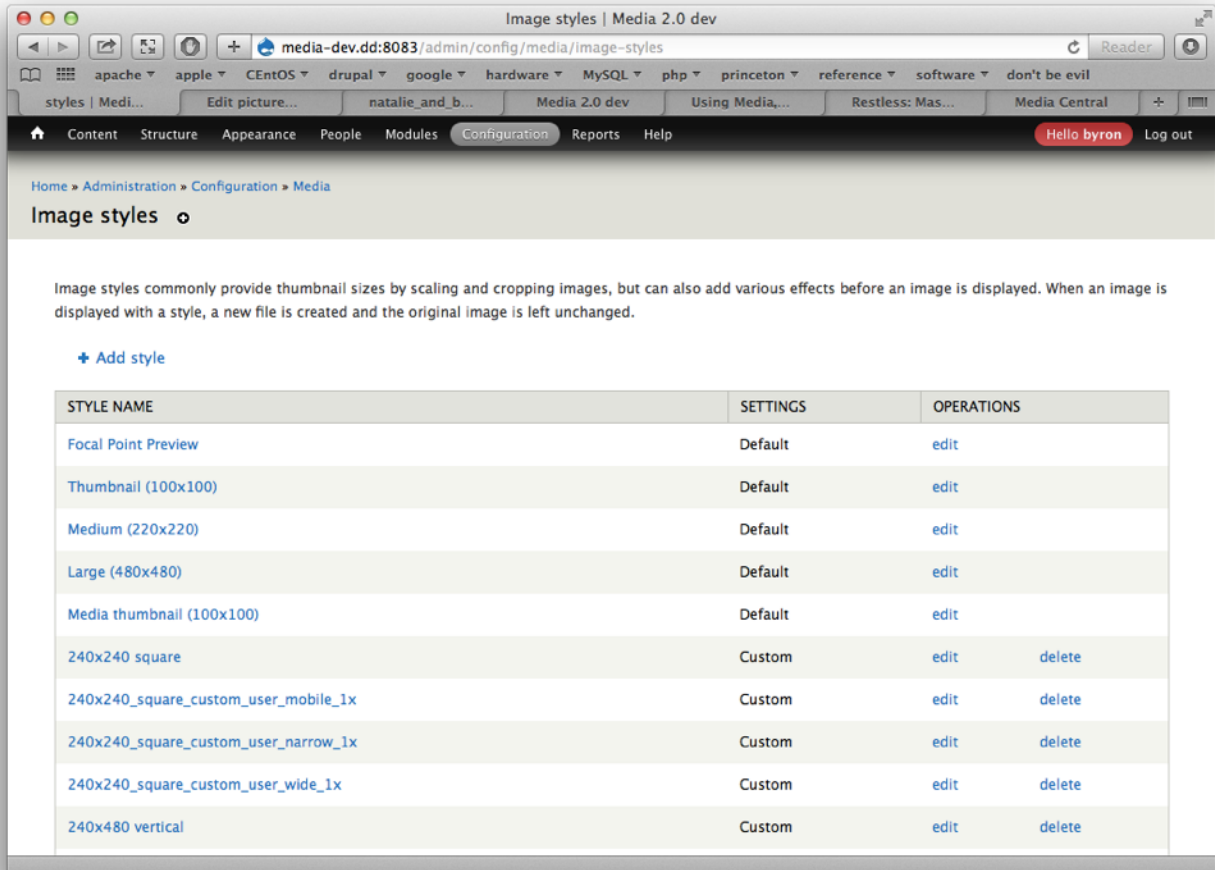 Image styles | Media 2.0 dev
media-dev.dd:8083/admin/config/media/image-styles Reader
apache apple CEntOS drupal google hardware MySQL php princeton reference software don't be evil
styles | Medi... Edit picture... natalie_and_b... Media 2.0 dev Using Media,... Restless: Mas... Media Central
Content Structure Appearance People Modules Configuration Reports Help Hello byron Log out
Home » Administration » Configuration » Media
Image styles
Image styles commonly provide thumbnail sizes by scaling and cropping images, but can also add various effects before an image is displayed. When an image is
displayed with a style, a new file is created and the original image is left unchanged.
+ Add style
STYLE NAME SETTINGS OPERATIONS
Focal Point Preview Default edit
Thumbnail (100x100) Default edit
Medium (220x220) Default edit
Large (480x480) Default edit
Media thumbnail (100x100) Default edit
240x240 square Custom edit delete
240x240_square_custom_user_mobile_1x Custom edit delete
240x240_square_custom_user_narrow_1x Custom edit delete
240x240_square_custom_user_wide_1x Custom edit delete
240x480 vertical Custom edit delete